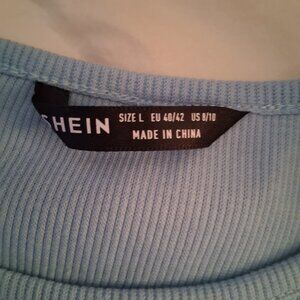 SHEIN
SIZE L EU 40/42 US 8/10
MADE IN CHINA